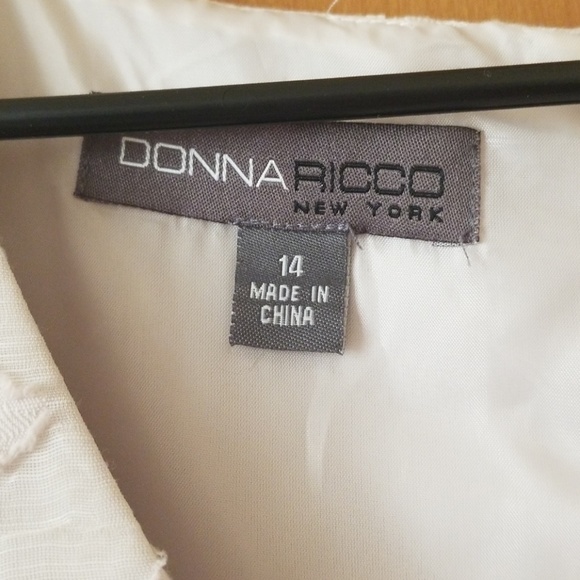 DONNA RICCO
NEW YORK
14
MADE IN
CHINA